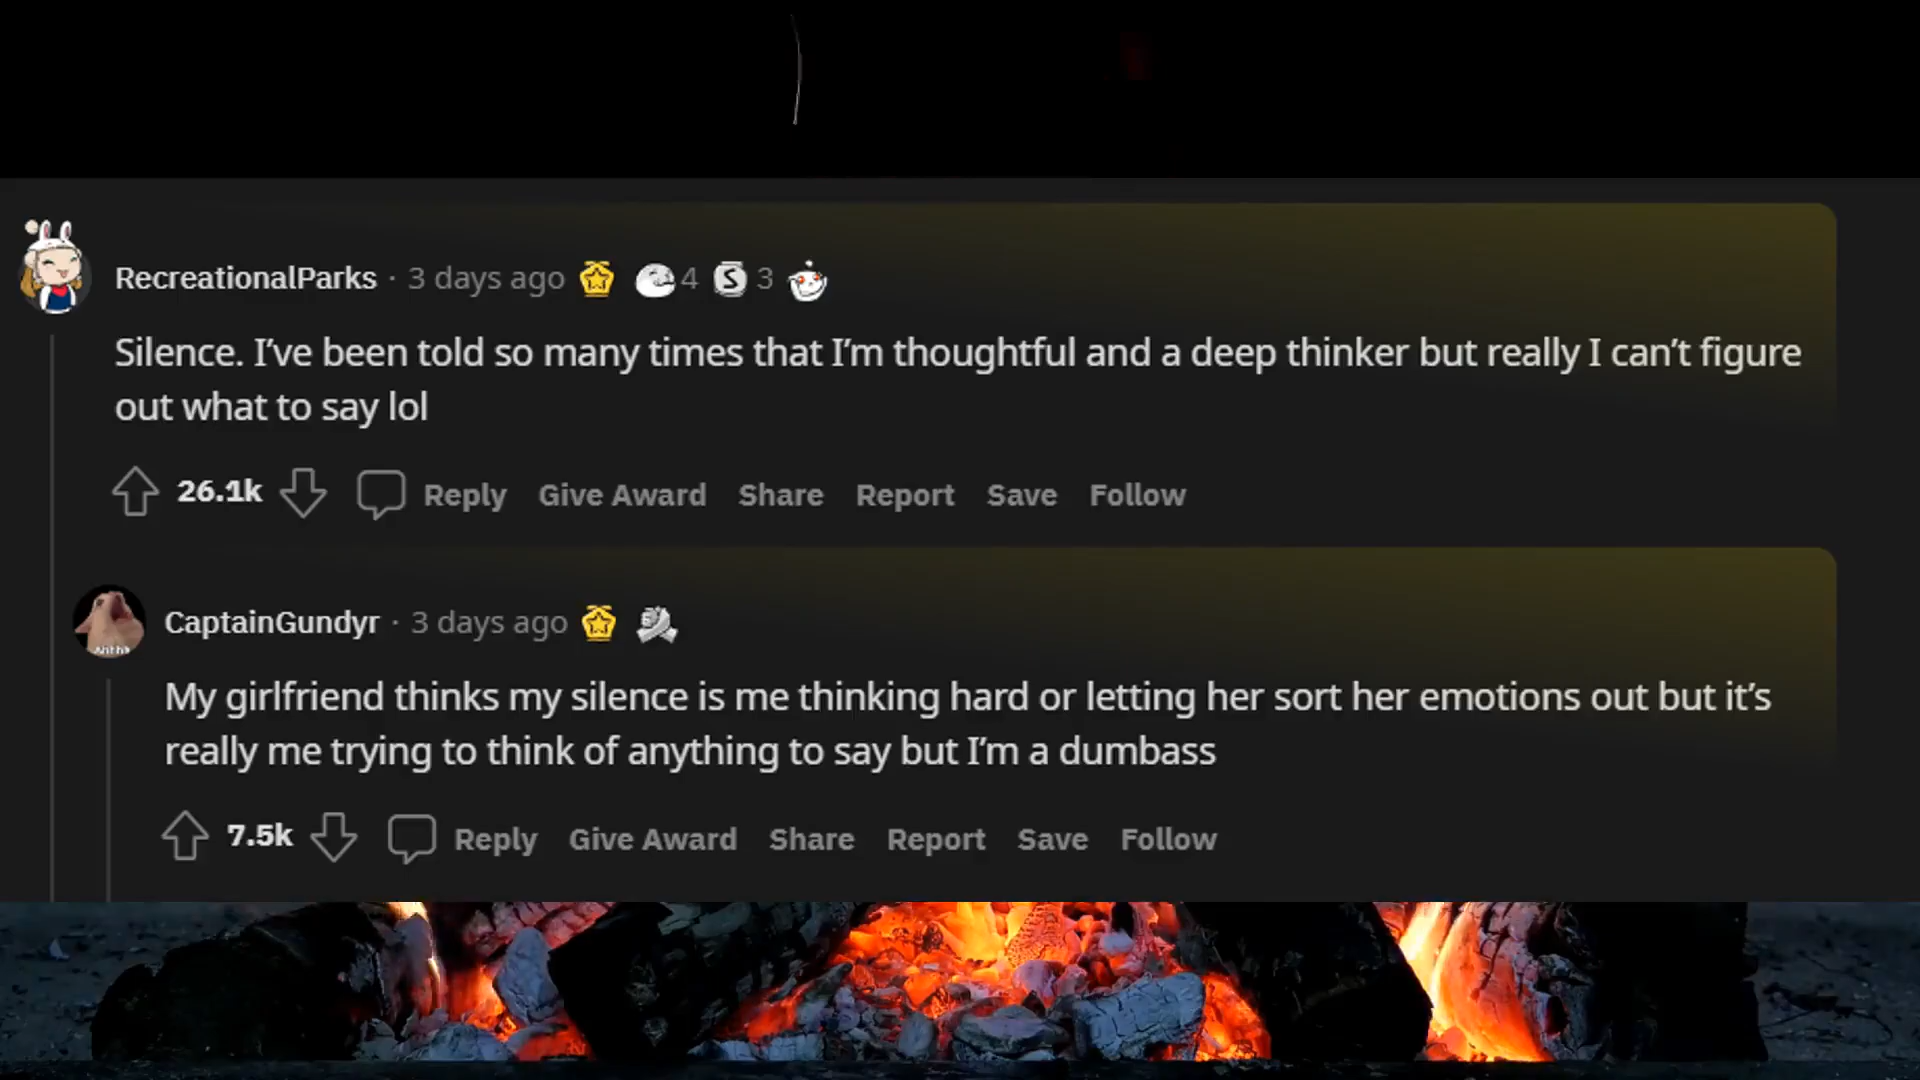 RecreationalParks · 3 days ago 4 S 3
Silence. I’ve been told so many times that I’m thoughtful and a deep thinker but really I can’t figure
out what to say lol
26.1k Reply Give Award Share Report Save Follow
CaptainGundyr · 3 days ago
My girlfriend thinks my silence is me thinking hard or letting her sort her emotions out but it’s
really me trying to think of anything to say but I’m a dumbass
7.5k Reply Give Award Share Report Save Follow